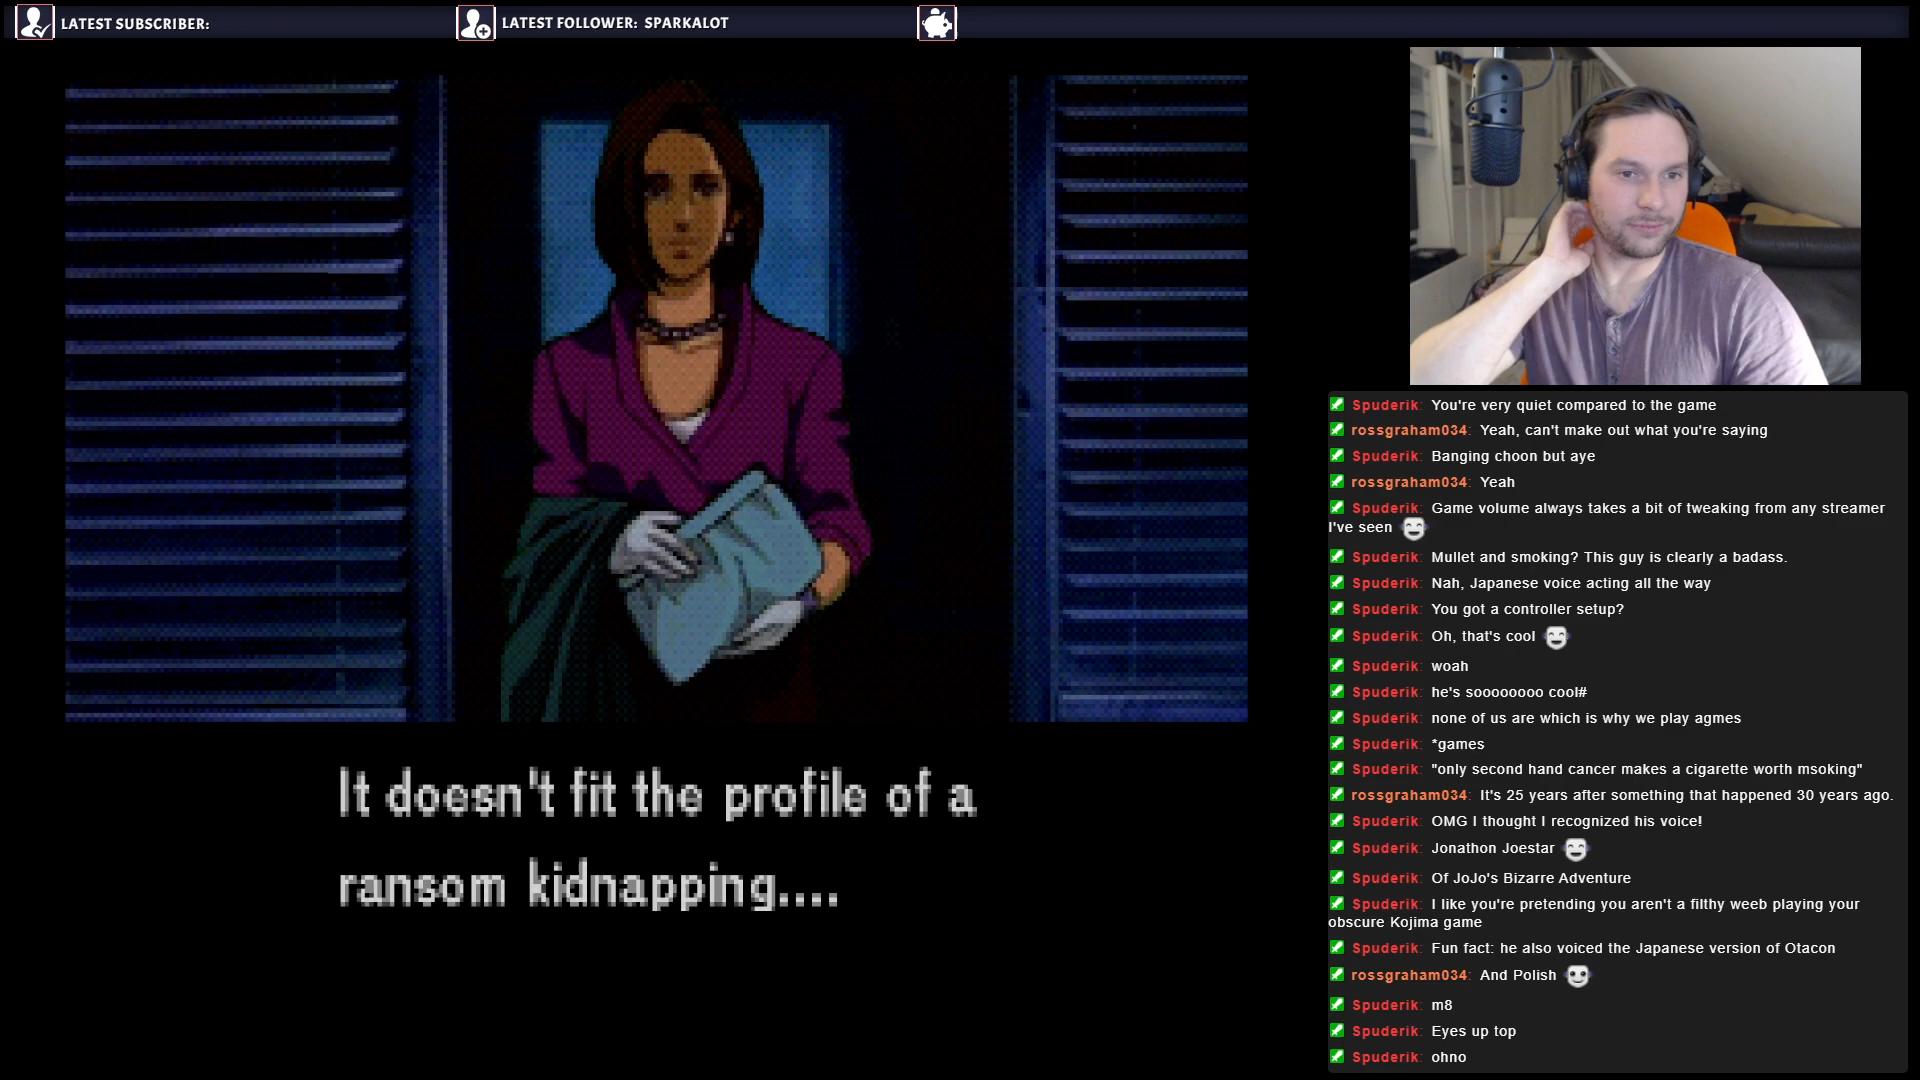 LATEST SUBSCRIBER:
LATEST FOLLOWER: SPARKALOT
It doesn't fit the profile of a
ransom kidnapping....
Spuderik: You're very quiet compared to the game
rossgraham034: Yeah, can't make out what you're saying
Spuderik: Banging choon but aye
rossgraham034: Yeah
Spuderik: Game volume always takes a bit of tweaking from any streamer
I've seen
Spuderik: Mullet and smoking? This guy is clearly a badass.
Spuderik: Nah, Japanese voice acting all the way
Spuderik: You got a controller setup?
Spuderik: Oh, that's cool
Spuderik: woah
Spuderik: he's soooooooo cool#
Spuderik: none of us are which is why we play agmes
Spuderik: *games
Spuderik: "only second hand cancer makes a cigarette worth msoking"
rossgraham034: It's 25 years after something that happened 30 years ago.
Spuderik: OMG I thought I recognized his voice!
Spuderik: Jonathon Joestar
Spuderik: Of JoJo's Bizarre Adventure
Spuderik: I like you're pretending you aren't a filthy weeb playing your
obscure Kojima game
Spuderik: Fun fact: he also voiced the Japanese version of Otacon
rossgraham034: And Polish
Spuderik: m8
Spuderik: Eyes up top
Spuderik: ohno